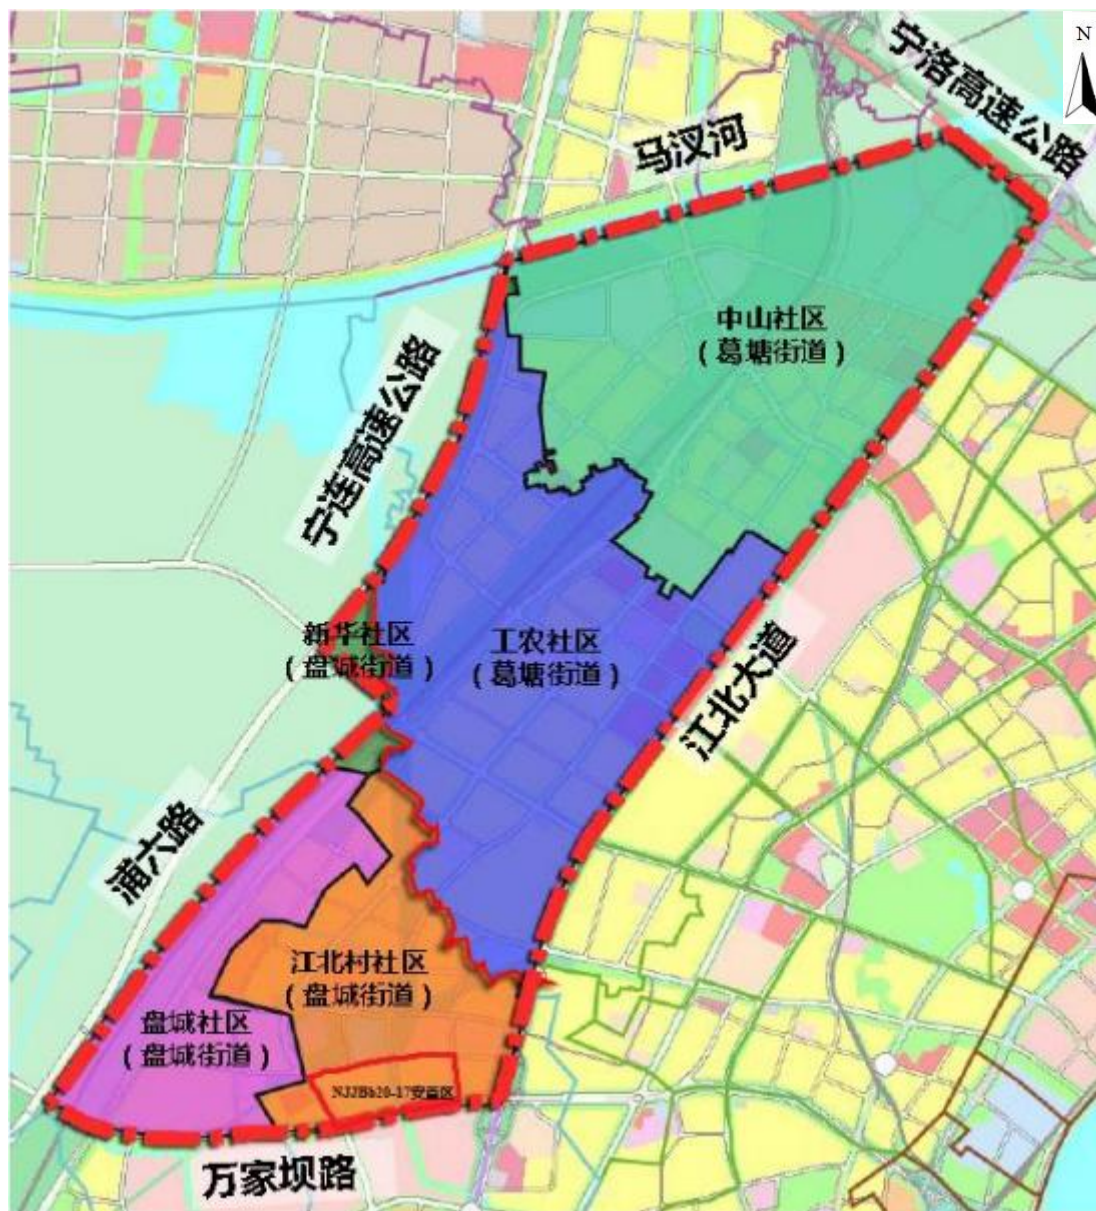 N
宁洛高速公路
马汊河
中山社区
（葛塘街道）
宁连高速公路
新华社区
（盘城街道）
工农社区
（葛塘街道）
江北大道
浦六路
江北村社区
（盘城街道）
盘城社区
（盘城街道）
NJJBb20-17安置区
万家坝路